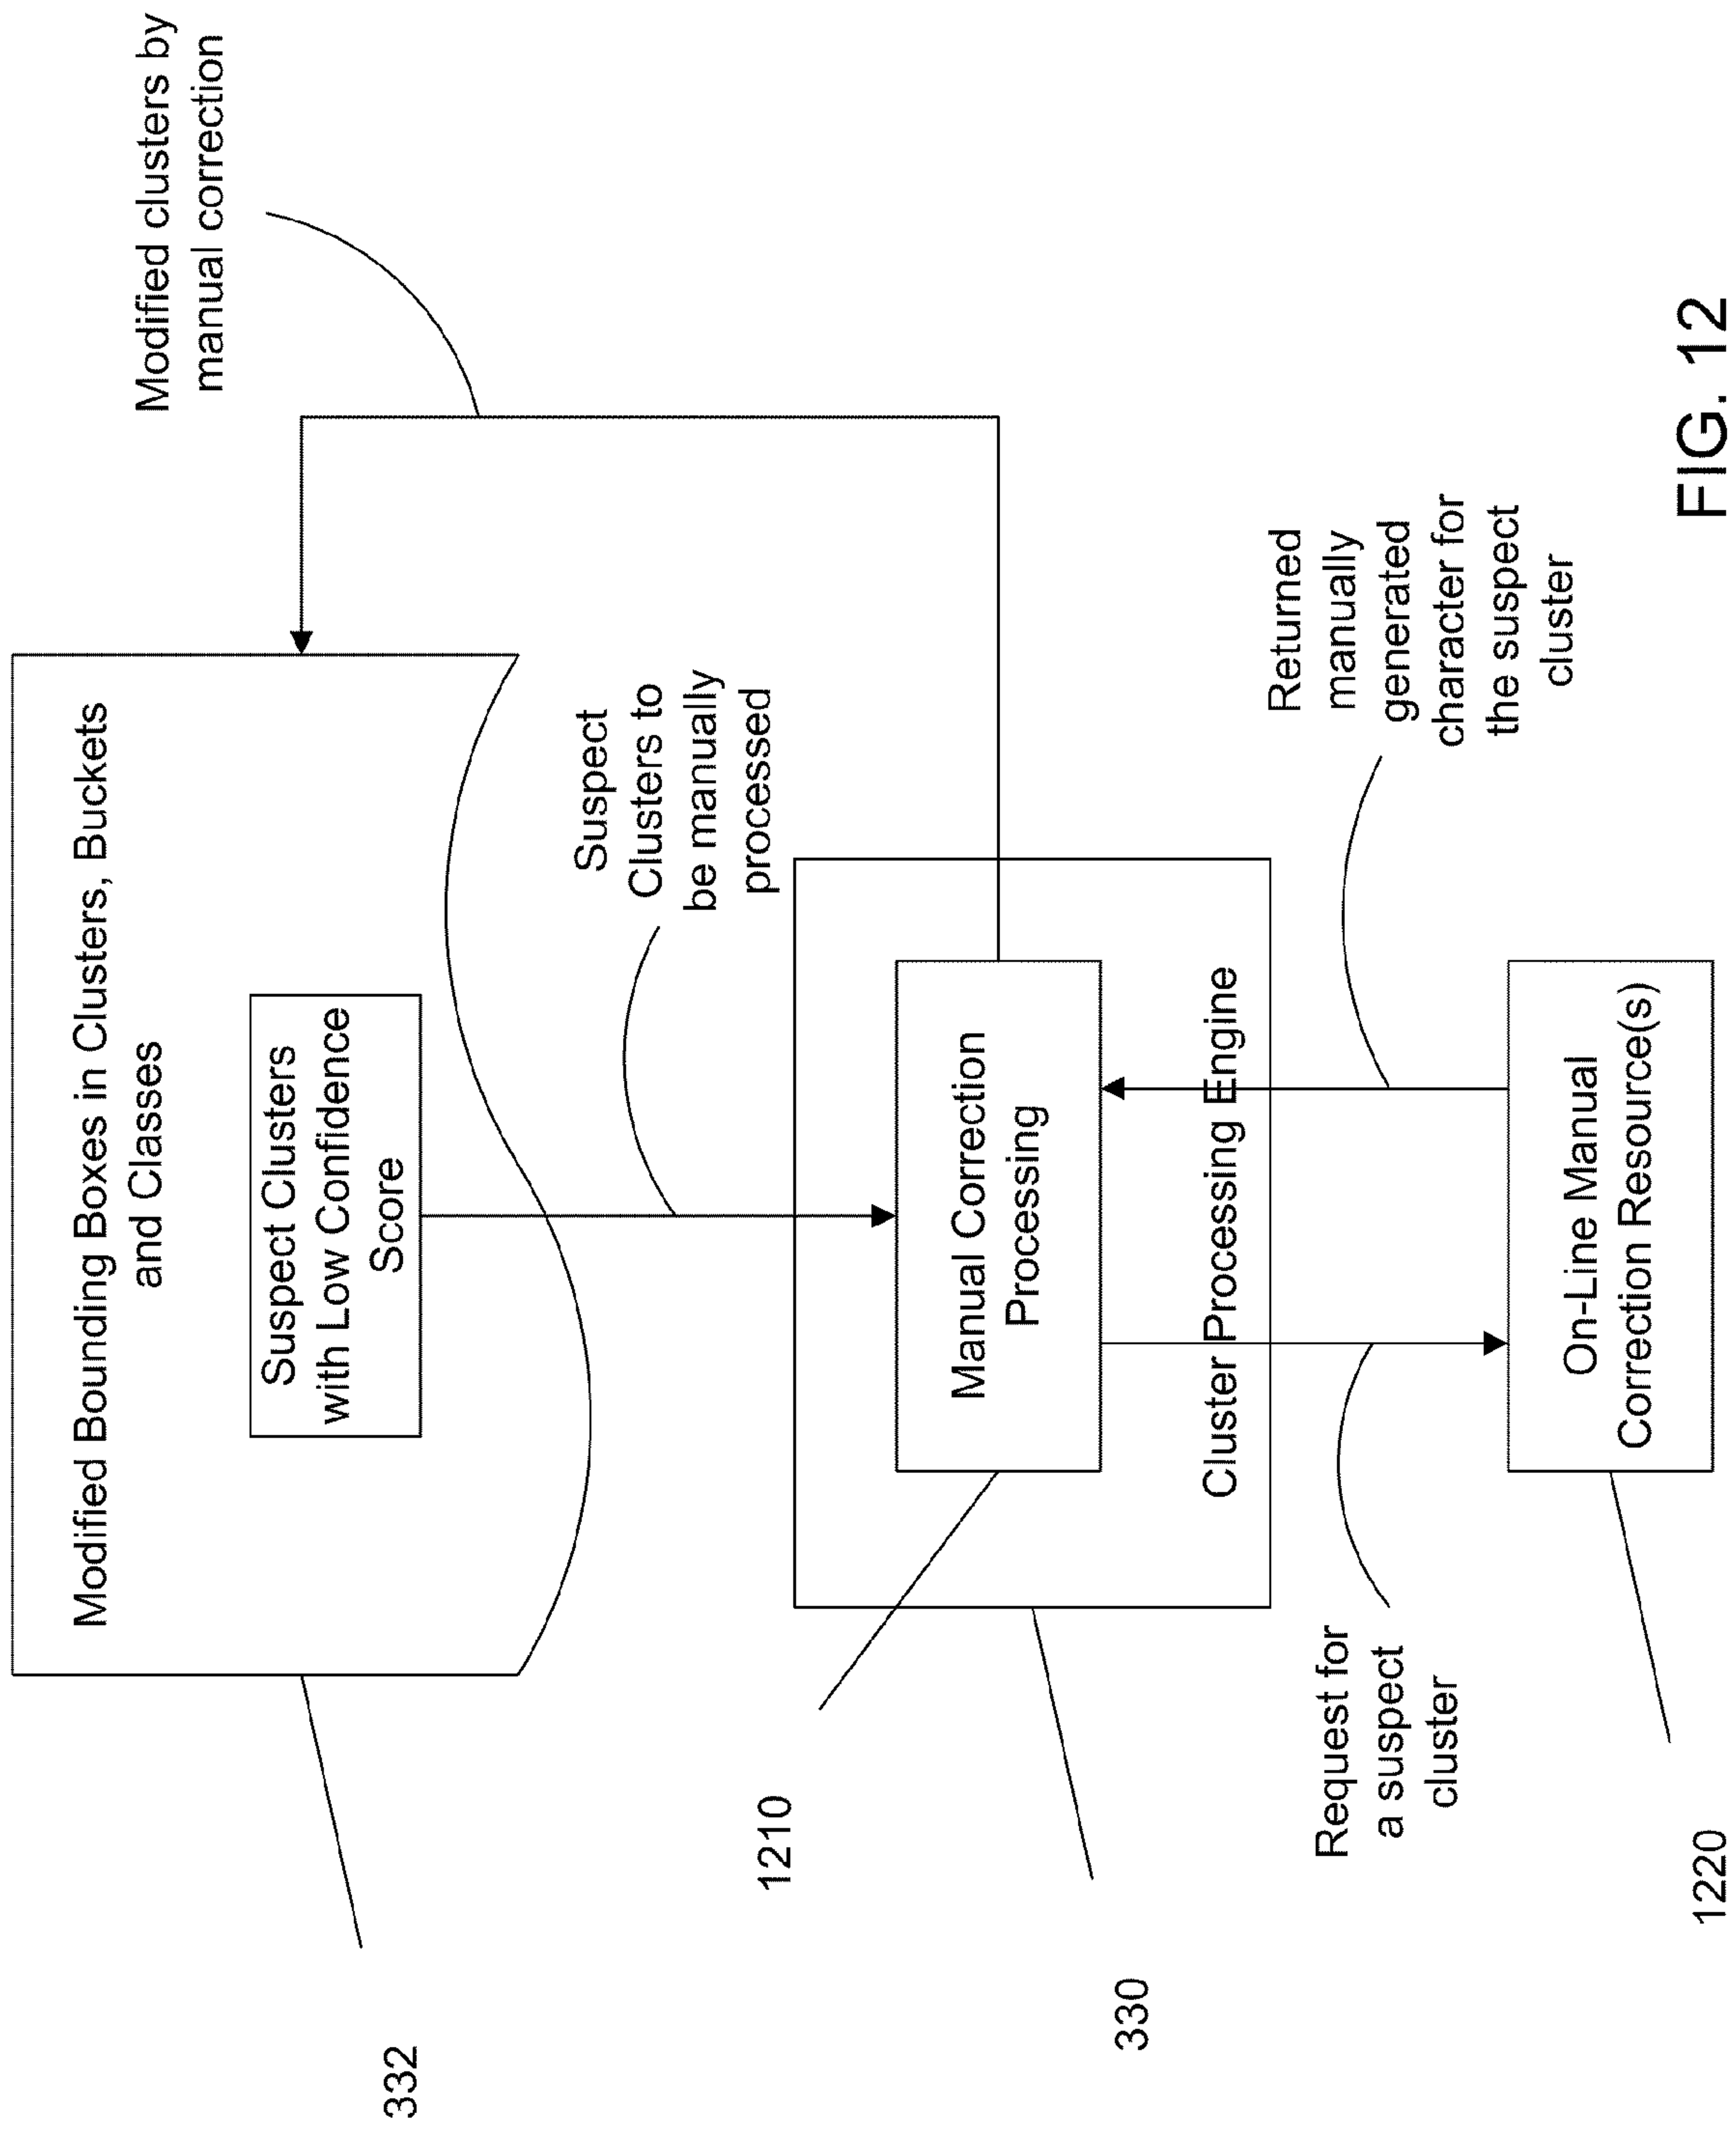 Modified Bounding Boxes in Clusters, Buckets
and Classes
Suspect Clusters
with Low Confidence
Score
Modified clusters by
manual correction
332
Suspect
Clusters to
be manually
processed
Manual Correction
Processing
Cluster Processing Engine
1210
330
Request for
a suspect
cluster
Returned
manually
generated
character for
the suspect
cluster
On-Line Manual
Correction Resource(s)
1220
FIG. 12